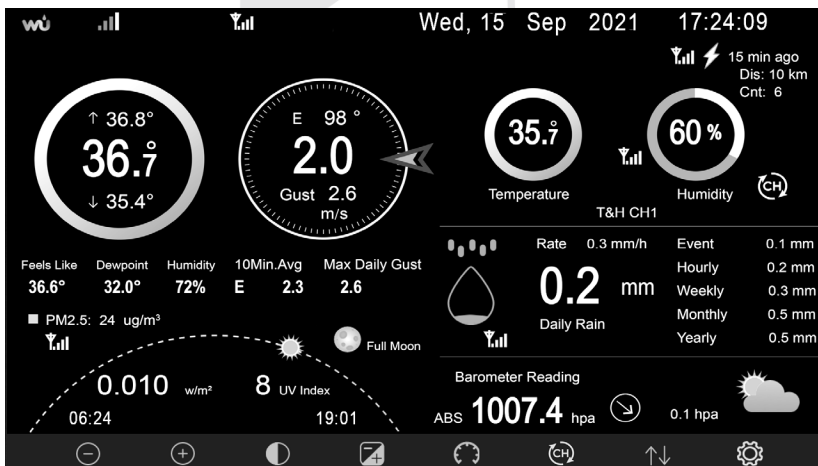 wu
Wed, 15 Sep 2021 17:24:09
15 min ago
Dis: 10 km
Cnt: 6
↑ 36.8°
36.7°
↓ 35.4°
E 98 °
2.0
Gust 2.6
m/s
35.7°
Temperature
60 %
Humidity
CH
T&H CH1
Feels Like Dewpoint Humidity 10Min.Avg Max Daily Gust
36.6° 32.0° 72% E 2.3 2.6
PM2.5: 24 ug/m³
Full Moon
0.010 w/m² 8 UV Index
06:24 19:01
Rate 0.3 mm/h
0.2 mm
Daily Rain
Event 0.1 mm
Hourly 0.2 mm
Weekly 0.3 mm
Monthly 0.5 mm
Yearly 0.5 mm
Barometer Reading
ABS 1007.4 hpa 0.1 hpa
CH